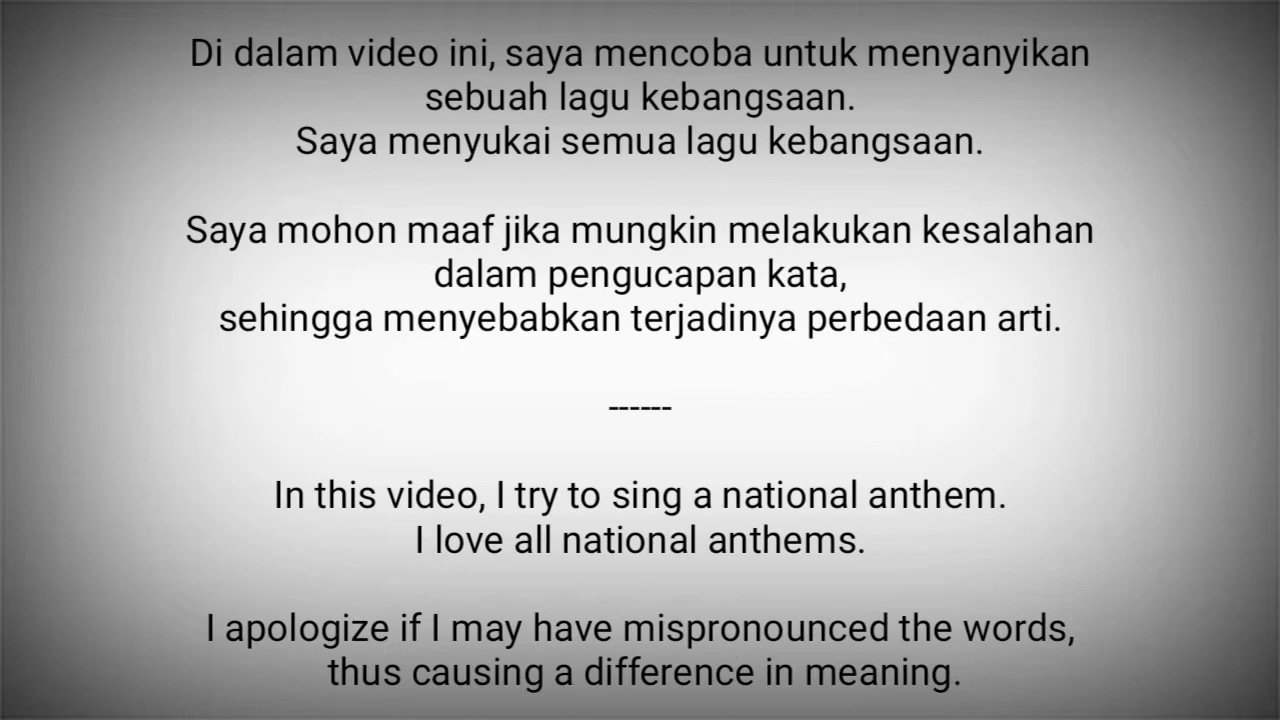 Di dalam video ini, saya mencoba untuk menyanyikan
sebuah lagu kebangsaan.
Saya menyukai semua lagu kebangsaan.
Saya mohon maaf jika mungkin melakukan kesalahan
dalam pengucapan kata,
sehingga menyebabkan terjadinya perbedaan arti.
------
In this video, I try to sing a national anthem.
I love all national anthems.
I apologize if I may have mispronounced the words,
thus causing a difference in meaning.